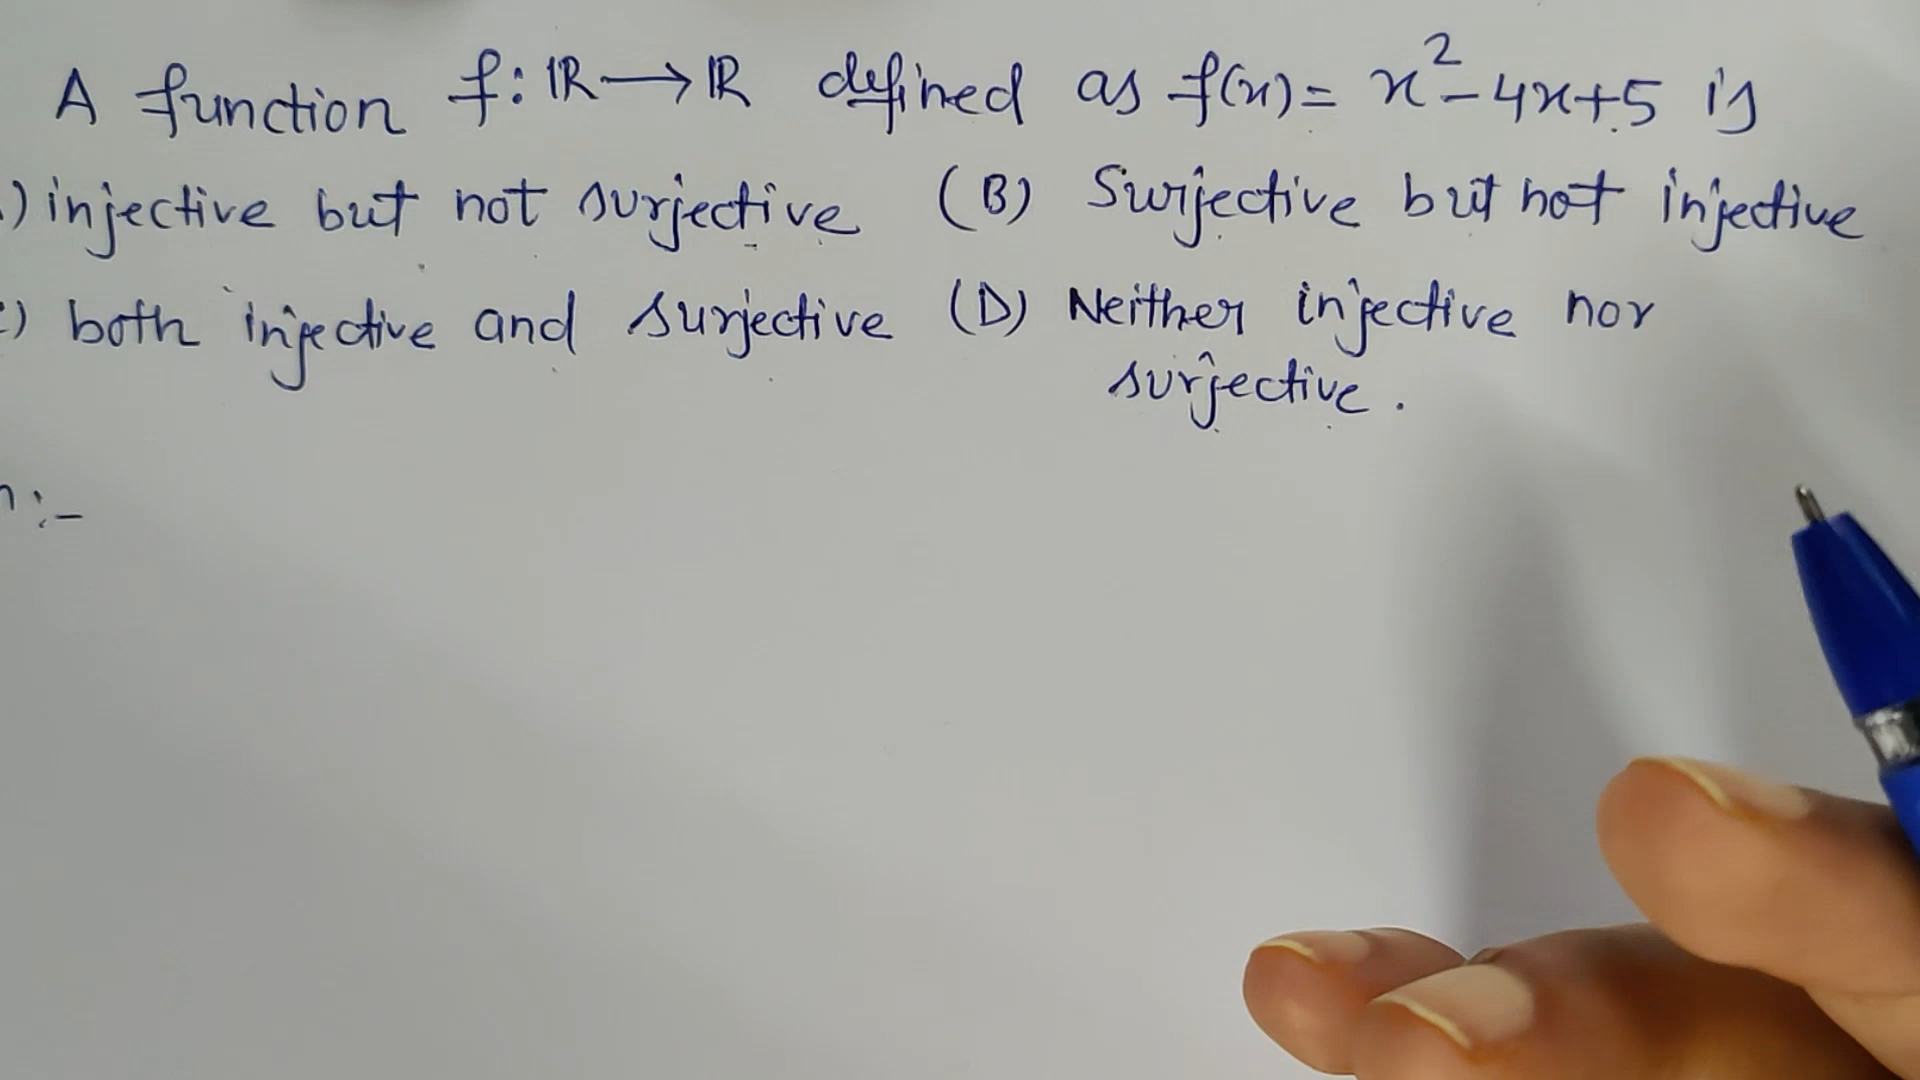 A function f: ℝ→ℝ defined as f(x)= x²-4x+5 is
) injective but not surjective (B) Surjective but not injective
) both injective and surjective (D) Neither injective nor
surjective.
:-